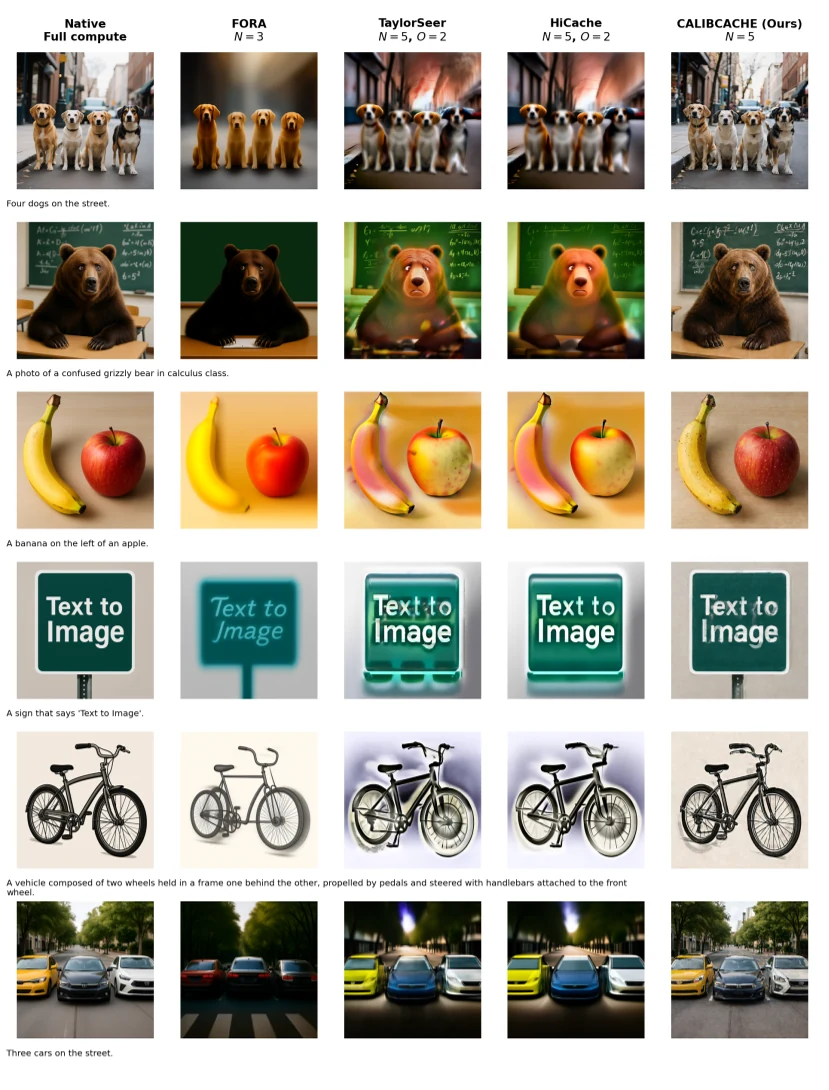 Native
Full compute
FORA
N = 3
TaylorSeer
N = 5, O = 2
HiCache
N = 5, O = 2
CALIBCACHE (Ours)
N = 5
Four dogs on the street.
A photo of a confused grizzly bear in calculus class.
A banana on the left of an apple.
Text to
Image
Text to
Image
Text to
Image
Text to
Image
Text to
Image
A sign that says 'Text to Image'.
A vehicle composed of two wheels held in a frame one behind the other, propelled by pedals and steered with handlebars attached to the front
wheel.
Three cars on the street.